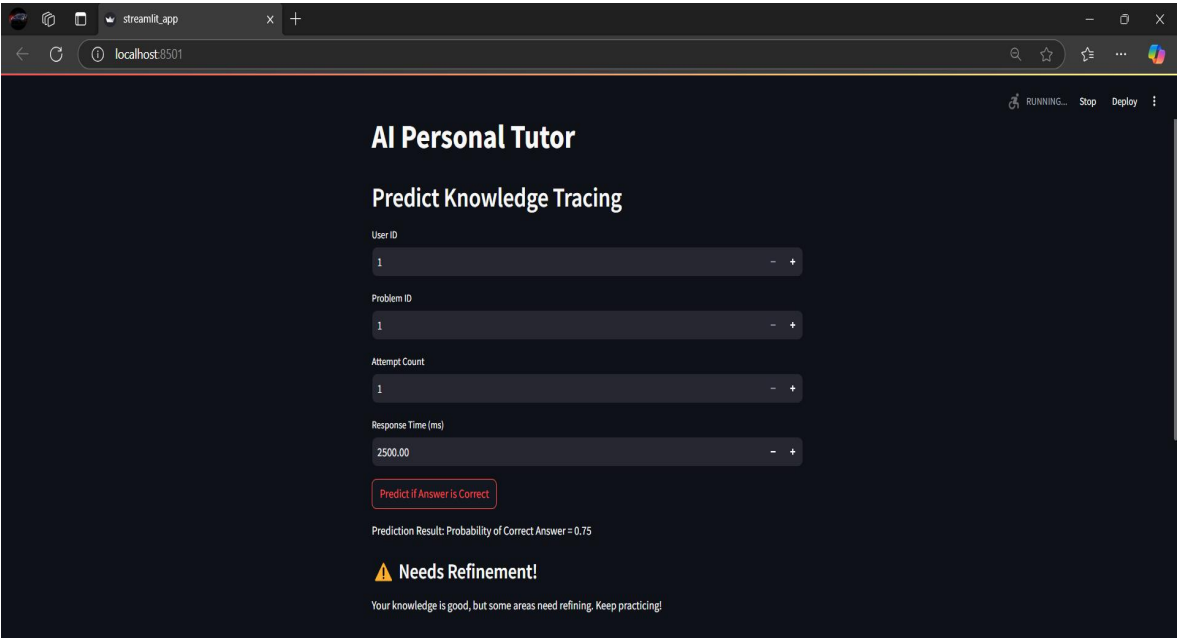 streamlit_app
localhost:8501
RUNNING... Stop Deploy
AI Personal Tutor
Predict Knowledge Tracing
User ID
1
Problem ID
1
Attempt Count
1
Response Time (ms)
2500.00
Predict if Answer is Correct
Prediction Result: Probability of Correct Answer = 0.75
⚠️ Needs Refinement!
Your knowledge is good, but some areas need refining. Keep practicing!